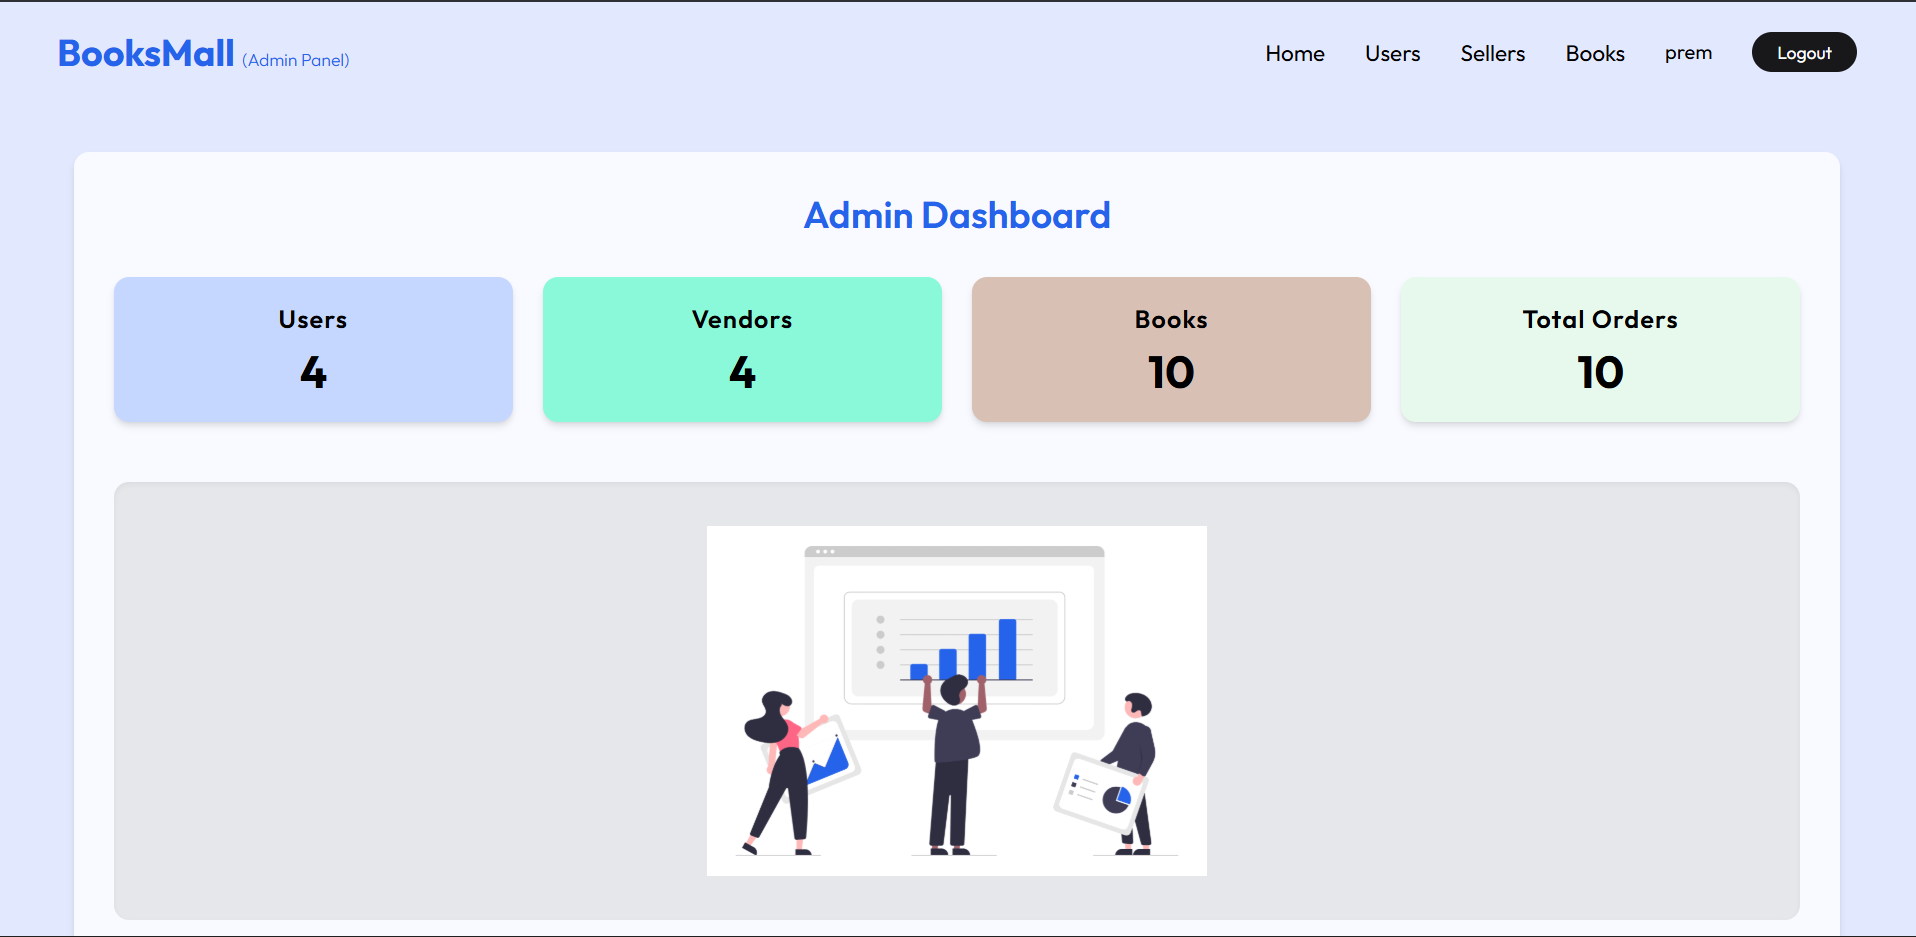 BooksMall (Admin Panel)
Home Users Sellers Books prem Logout
Admin Dashboard
Users Vendors Books Total Orders
4 4 10 10